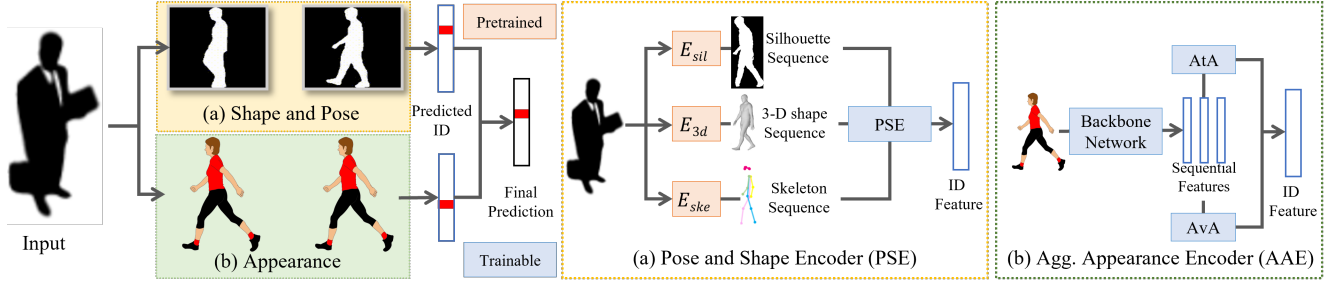 Input
(a) Shape and Pose
(b) Appearance
Predicted
ID
Pretrained
Final
Prediction
Trainable
E_sil
Silhouette
Sequence
E_3d
3-D shape
Sequence
E_ske
Skeleton
Sequence
PSE
ID
Feature
(a) Pose and Shape Encoder (PSE)
Backbone
Network
AtA
Sequential
Features
AvA
ID
Feature
(b) Agg. Appearance Encoder (AAE)